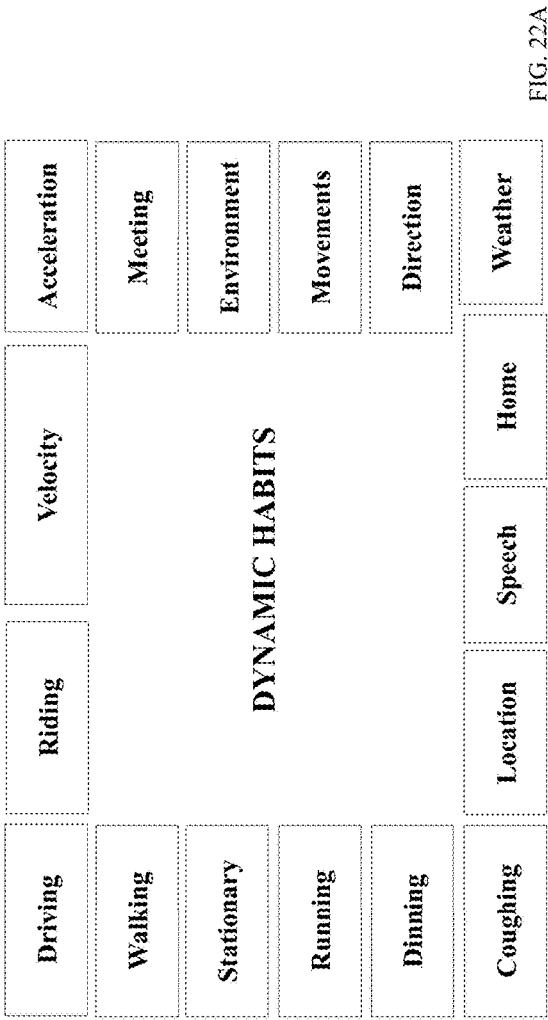 Driving
Riding
Velocity
Acceleration
Walking
Meeting
Stationary
Environment
DYNAMIC HABITS
Running
Movements
Dinning
Direction
Coughing
Location
Speech
Home
Weather
FIG. 22A